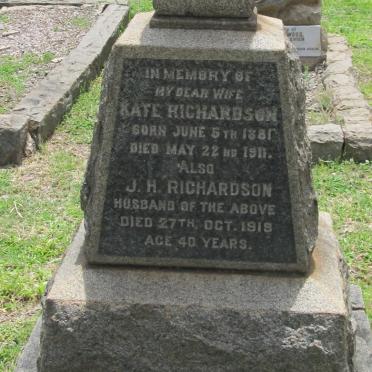 IN MEMORY OF
MY DEAR WIFE
KATE RICHARDSON
BORN JUNE 5TH 1881
DIED MAY 22ND 1911.
ALSO
J. H. RICHARDSON
HUSBAND OF THE ABOVE
DIED 27TH. OCT. 1918
AGE 40 YEARS.